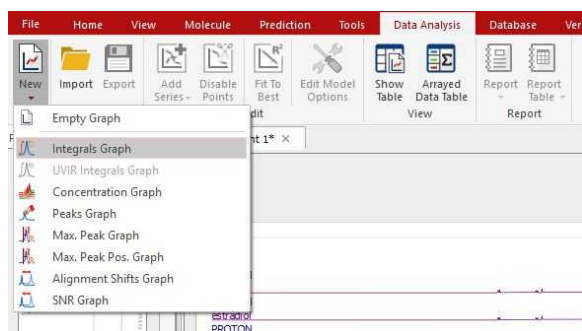 File Home View Molecule Prediction Tools Data Analysis Database Ver
New Import Export Add Series Disable Points Fit To Best Edit Model Options Show Table Arrayed Data Table Report Report Table
dit View Report
Empty Graph
nt 1* ×
Integrals Graph
UVIR Integrals Graph
Concentration Graph
Peaks Graph
Max. Peak Graph
Max. Peak Pos. Graph
Alignment Shifts Graph
SNR Graph
estradiol
PROTON